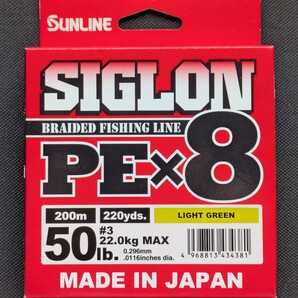 SUNLINE
SIGLON
BRAIDED FISHING LINE
PE×8
200m 220yds. LIGHT GREEN
50lb. #3
22.0kg MAX
0.296mm
.0116inches dia.
4 968813 434381
MADE IN JAPAN